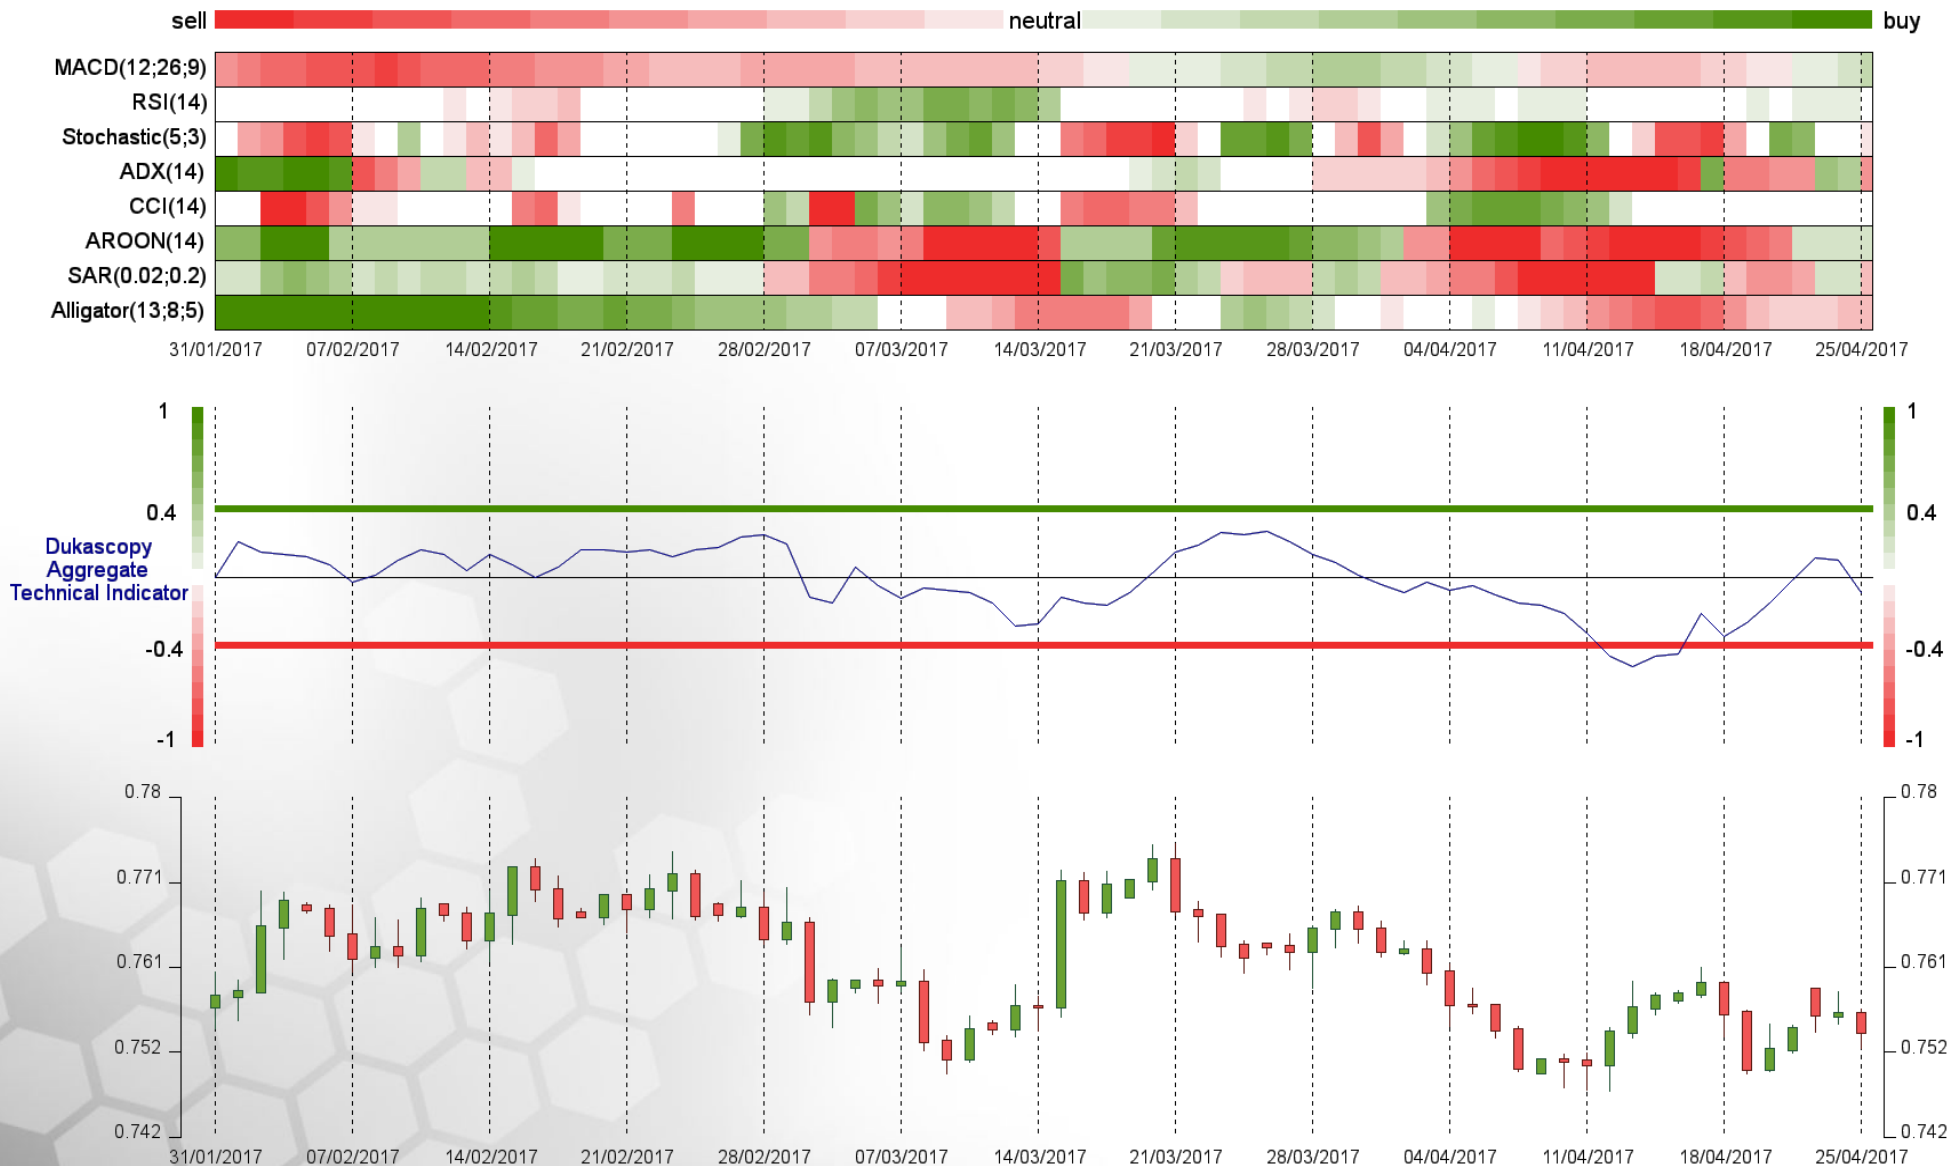 sell neutral buy
MACD(12;26;9)
RSI(14)
Stochastic(5;3)
ADX(14)
CCI(14)
AROON(14)
SAR(0.02;0.2)
Alligator(13;8;5)
31/01/2017 07/02/2017 14/02/2017 21/02/2017 28/02/2017 07/03/2017 14/03/2017 21/03/2017 28/03/2017 04/04/2017 11/04/2017 18/04/2017 25/04/2017
1 1
0.4 0.4
Dukascopy
Aggregate
Technical Indicator
-0.4 -0.4
-1 -1
0.78 0.78
0.771 0.771
0.761 0.761
0.752 0.752
0.742 0.742
31/01/2017 07/02/2017 14/02/2017 21/02/2017 28/02/2017 07/03/2017 14/03/2017 21/03/2017 28/03/2017 04/04/2017 11/04/2017 18/04/2017 25/04/2017